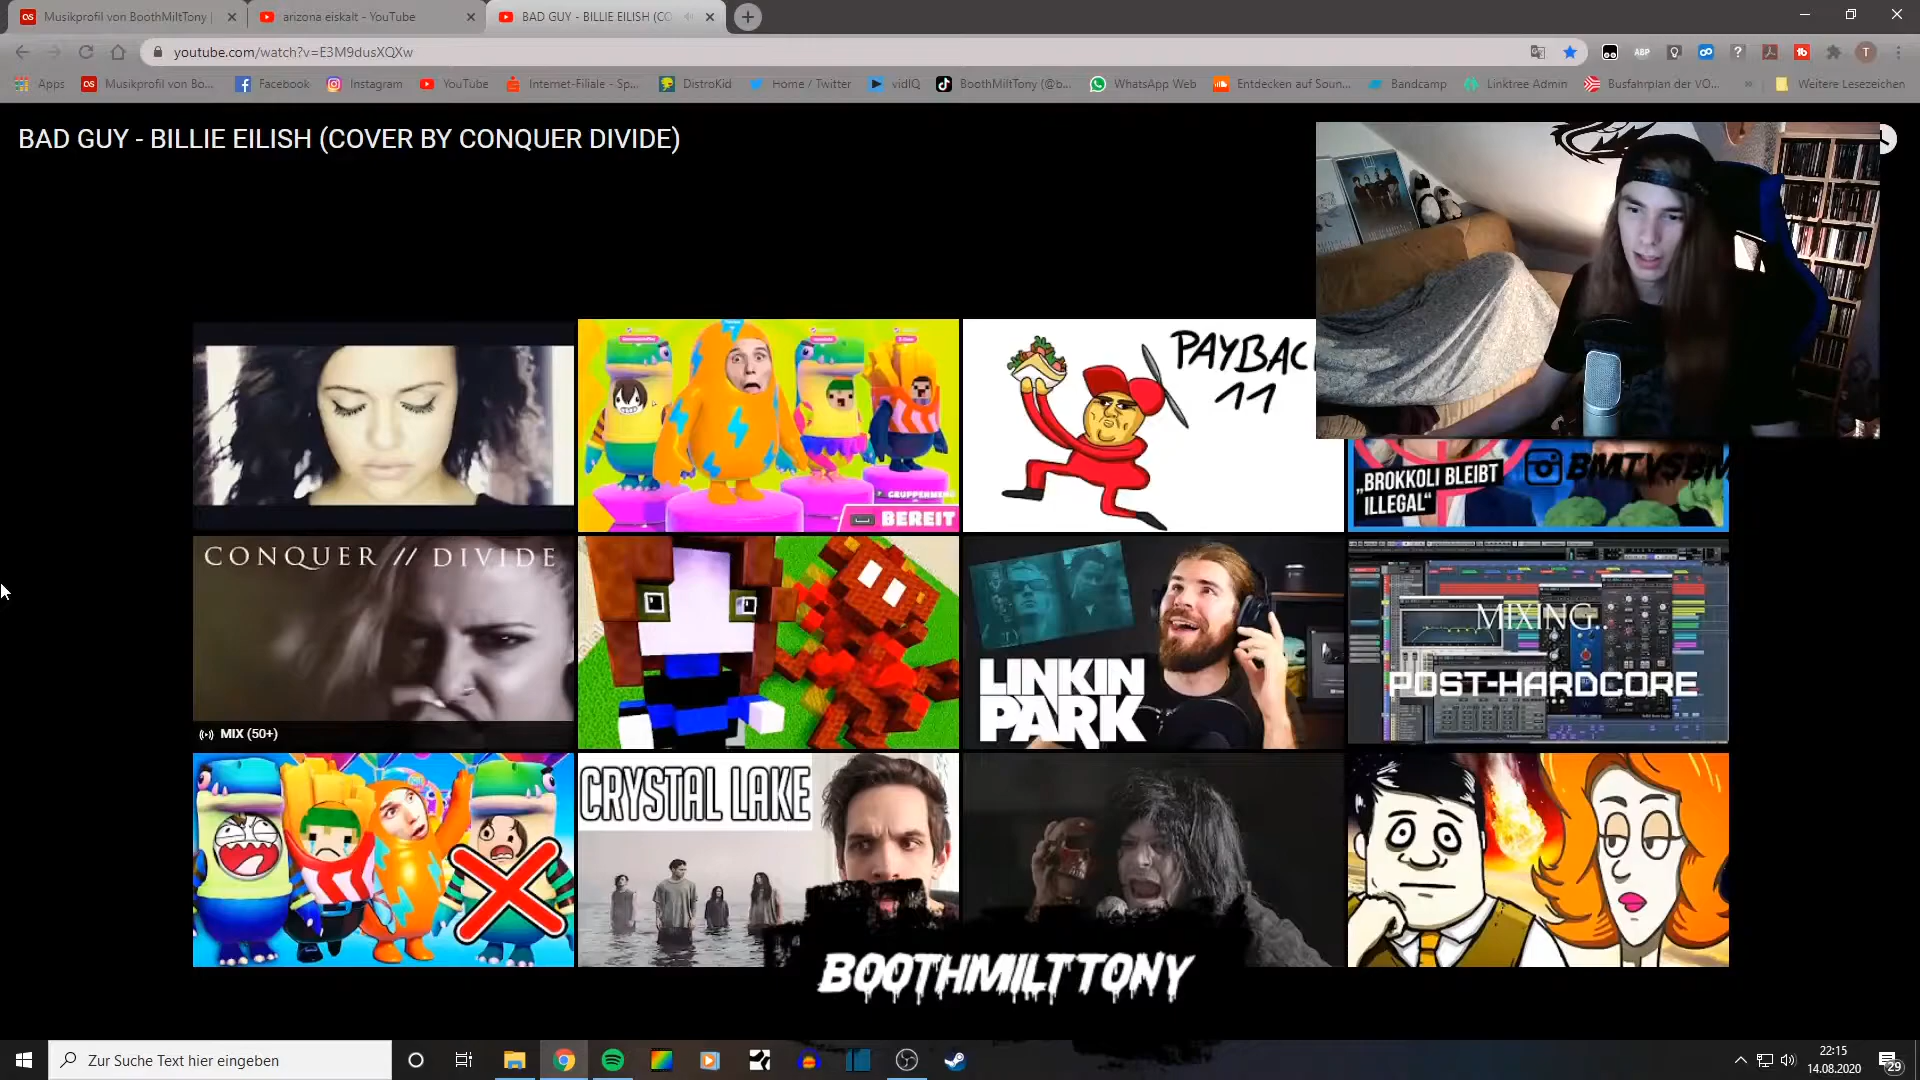 Musikprofil von BoothMiltTony |
arizona eiskalt - YouTube
BAD GUY - BILLIE EILISH (CO
youtube.com/watch?v=E3M9dusXQXw
ABP
T
Apps
Musikprofil von Bo...
Facebook
Instagram
YouTube
Internet-Filiale - Sp...
DistroKid
Home / Twitter
vidIQ
BoothMiltTony (@b...
WhatsApp Web
Entdecken auf Soun...
Bandcamp
Linktree Admin
Busfahrplan der VO...
»
Weitere Lesezeichen
BAD GUY - BILLIE EILISH (COVER BY CONQUER DIVIDE)
BEREIT
PAYBAC
11
„BROKKOLI BLEIBT
ILLEGAL“
BMTVSBM
CONQUER // DIVIDE
MIX (50+)
LINKIN
PARK
MIXING..
POST-HARDCORE
CRYSTAL LAKE
BOOTHMILTTONY
Zur Suche Text hier eingeben
22:15
14.08.2020
29